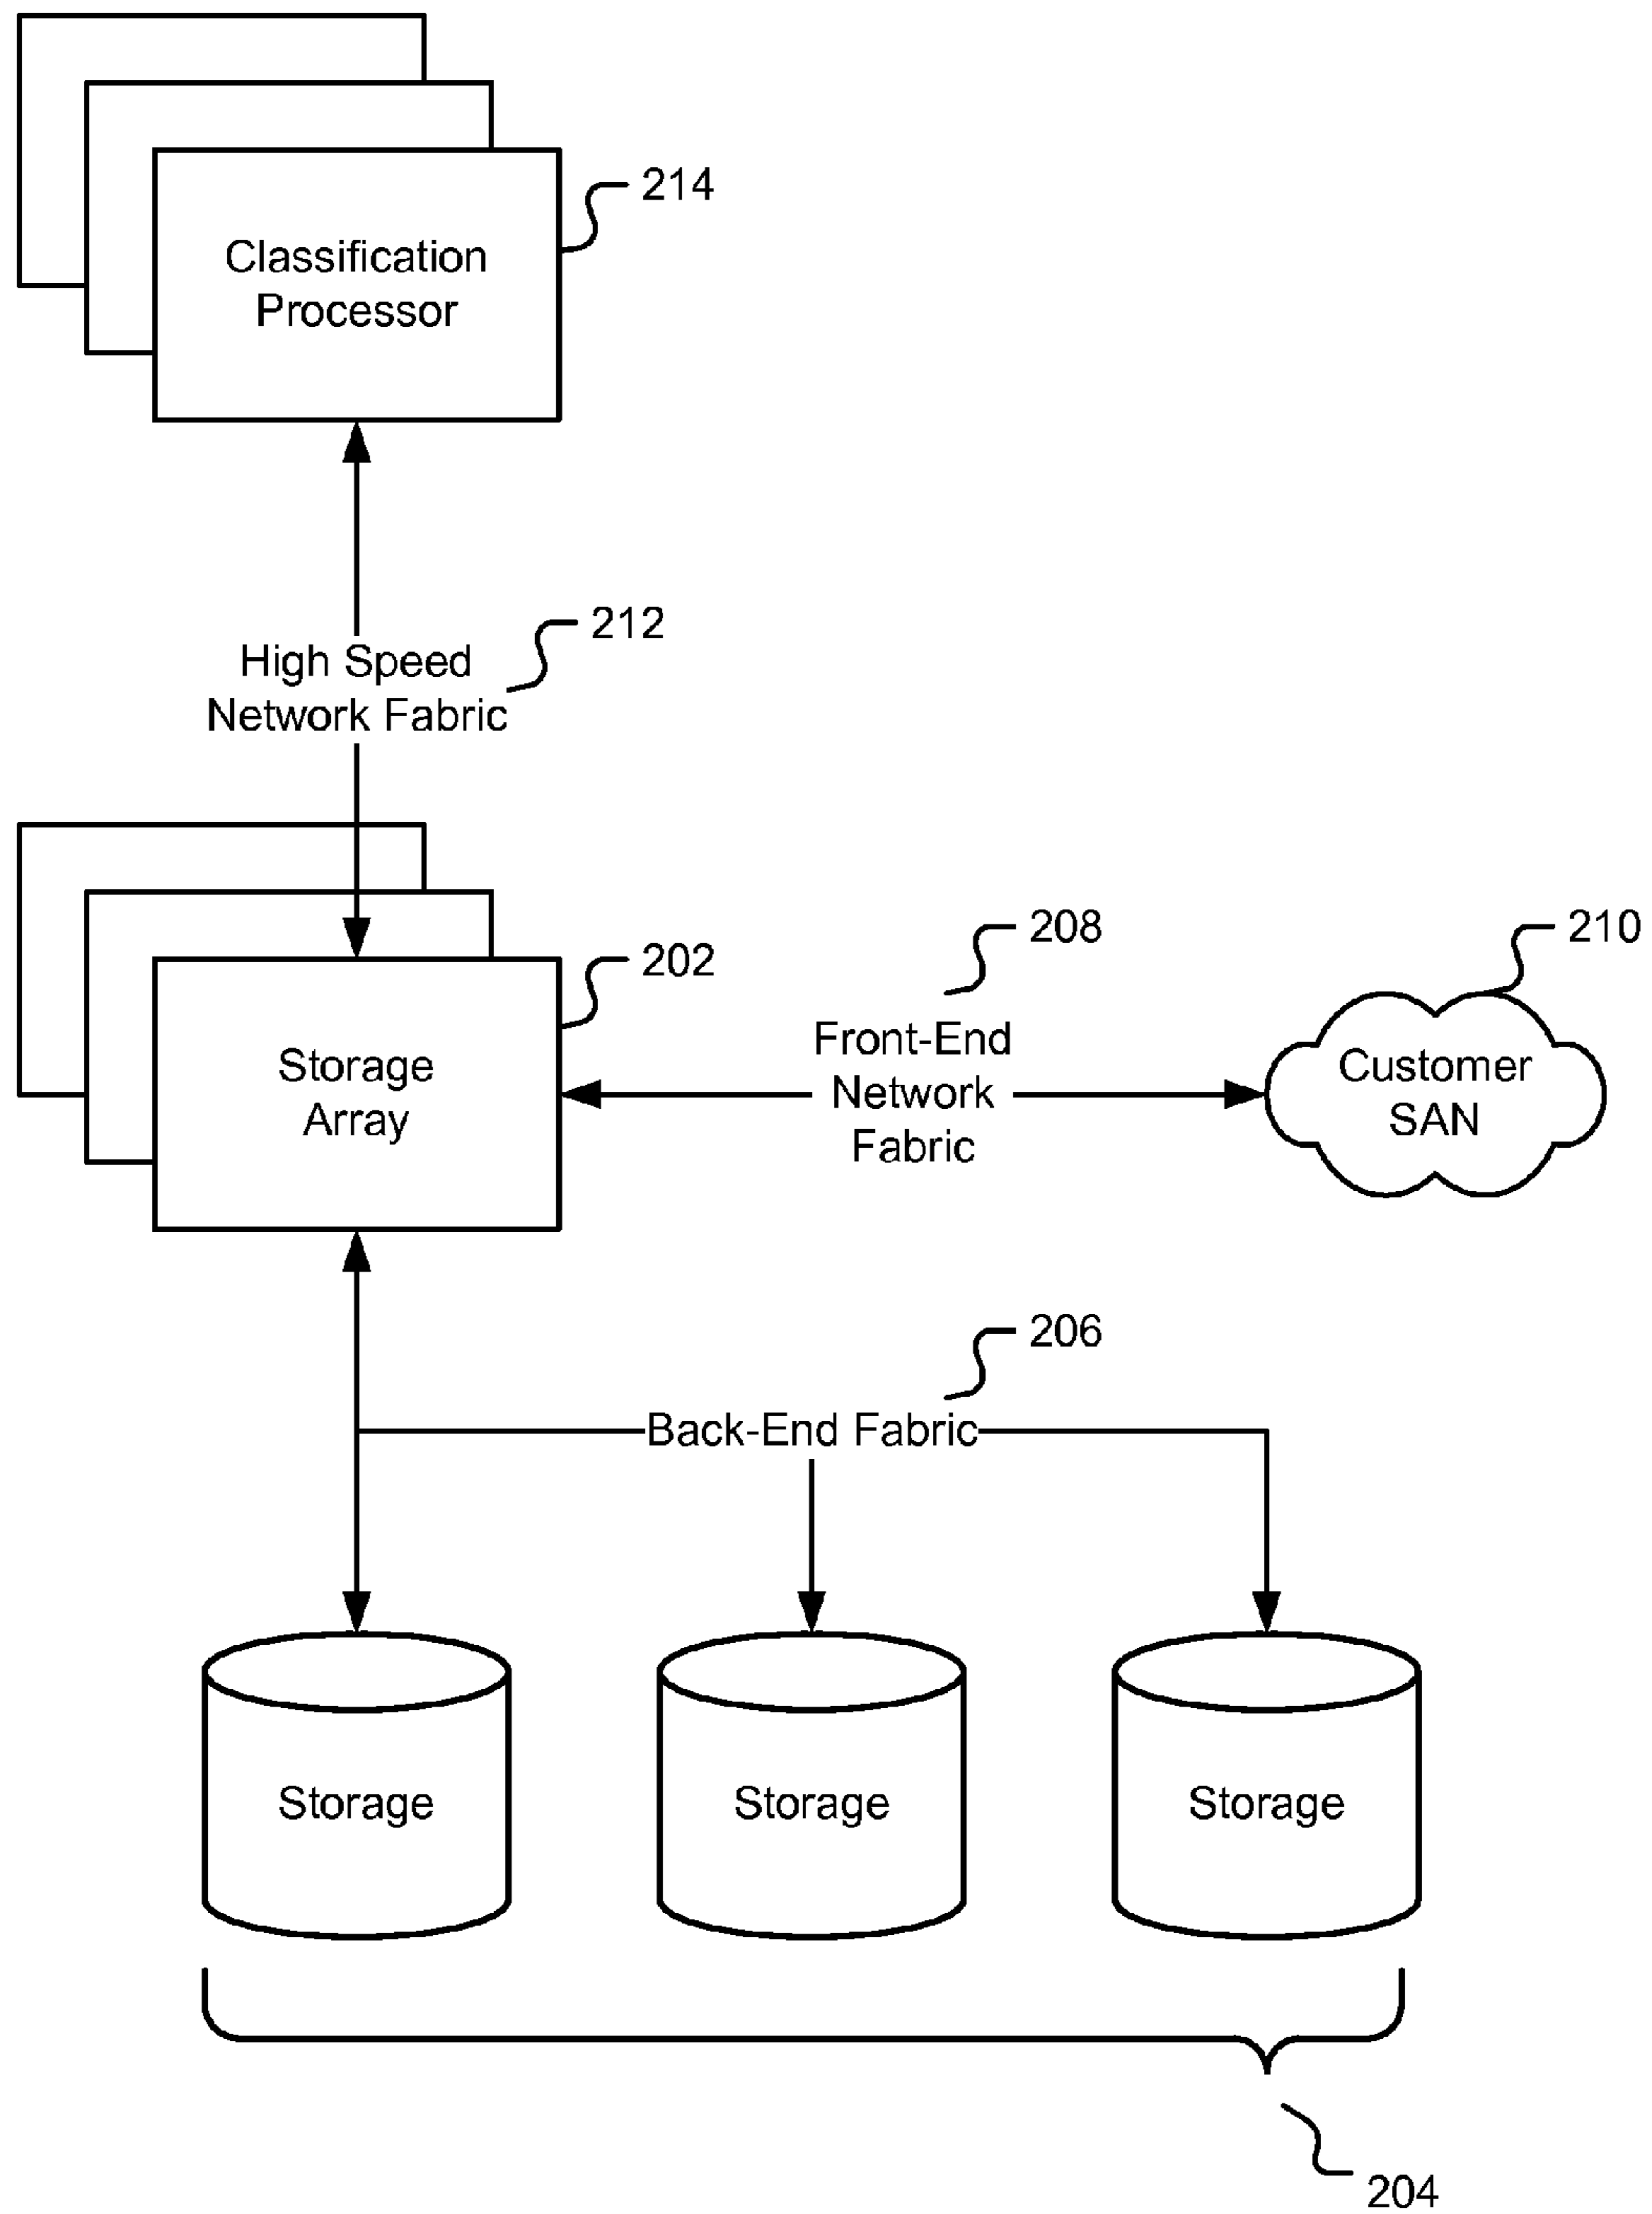 214
Classification
Processor
212
High Speed
Network Fabric
202
Storage
Array
208
Front-End
Network
Fabric
210
Customer
SAN
206
Back-End Fabric
Storage
Storage
Storage
204